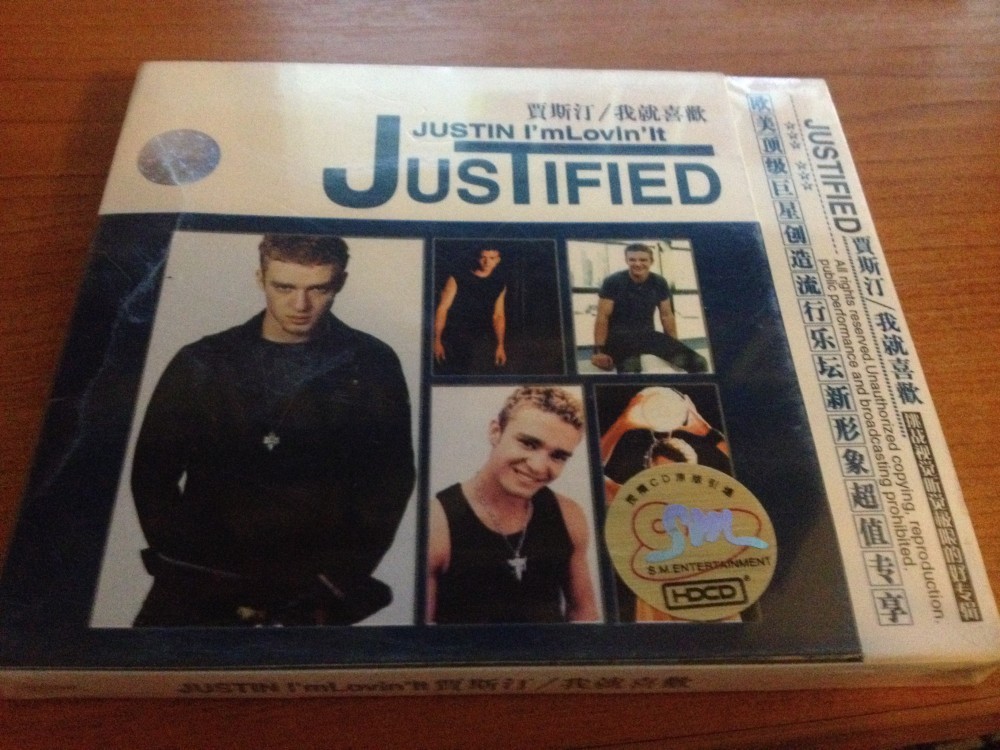 賈斯汀/我就喜歡
JUSTIN I'mLovin'It
JUSTIFIED
CD
SM
S.M.ENTERTAINMENT
HDCD
欧美顶级巨星创造流行乐坛新形象超值专享
JUSTIFIED 賈斯汀/我就喜歡
All rights reserved. Unauthorized copying, reproduction,
public performance and broadcasting prohibited.
JUSTIN I'mLovin'It 賈斯汀/我就喜歡